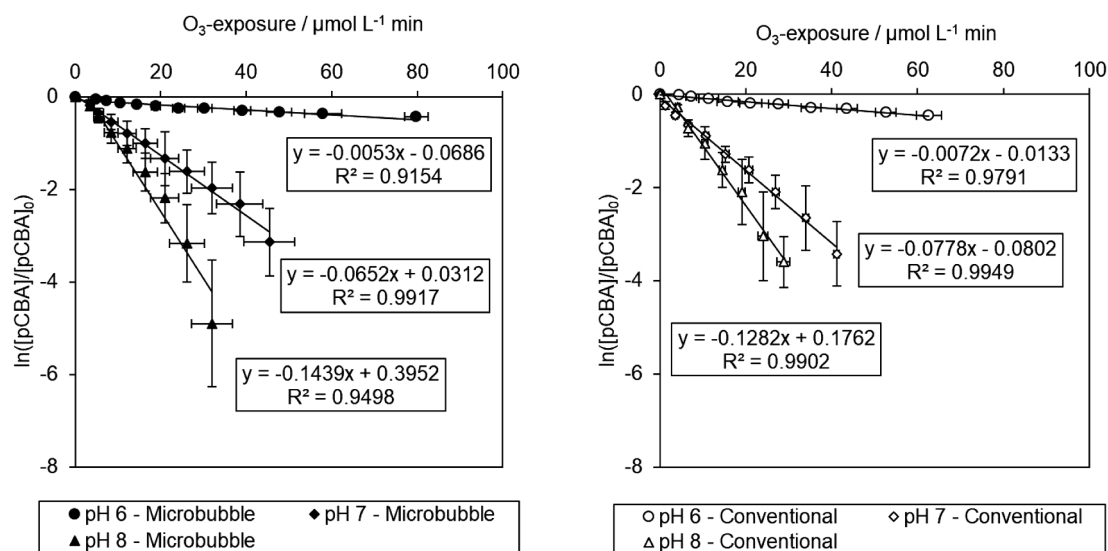 O₃-exposure / µmol L⁻¹ min
0 20 40 60 80 100
0
-2
-4
-6
-8
ln([pCBA]/[pCBA]₀)
y = -0.0053x - 0.0686
R² = 0.9154
y = -0.0652x + 0.0312
R² = 0.9917
y = -0.1439x + 0.3952
R² = 0.9498
pH 6 - Microbubble pH 7 - Microbubble
pH 8 - Microbubble
O₃-exposure / µmol L⁻¹ min
0 20 40 60 80 100
0
-2
-4
-6
-8
ln([pCBA]/[pCBA]₀)
y = -0.0072x - 0.0133
R² = 0.9791
y = -0.0778x - 0.0802
R² = 0.9949
y = -0.1282x + 0.1762
R² = 0.9902
pH 6 - Conventional pH 7 - Conventional
pH 8 - Conventional